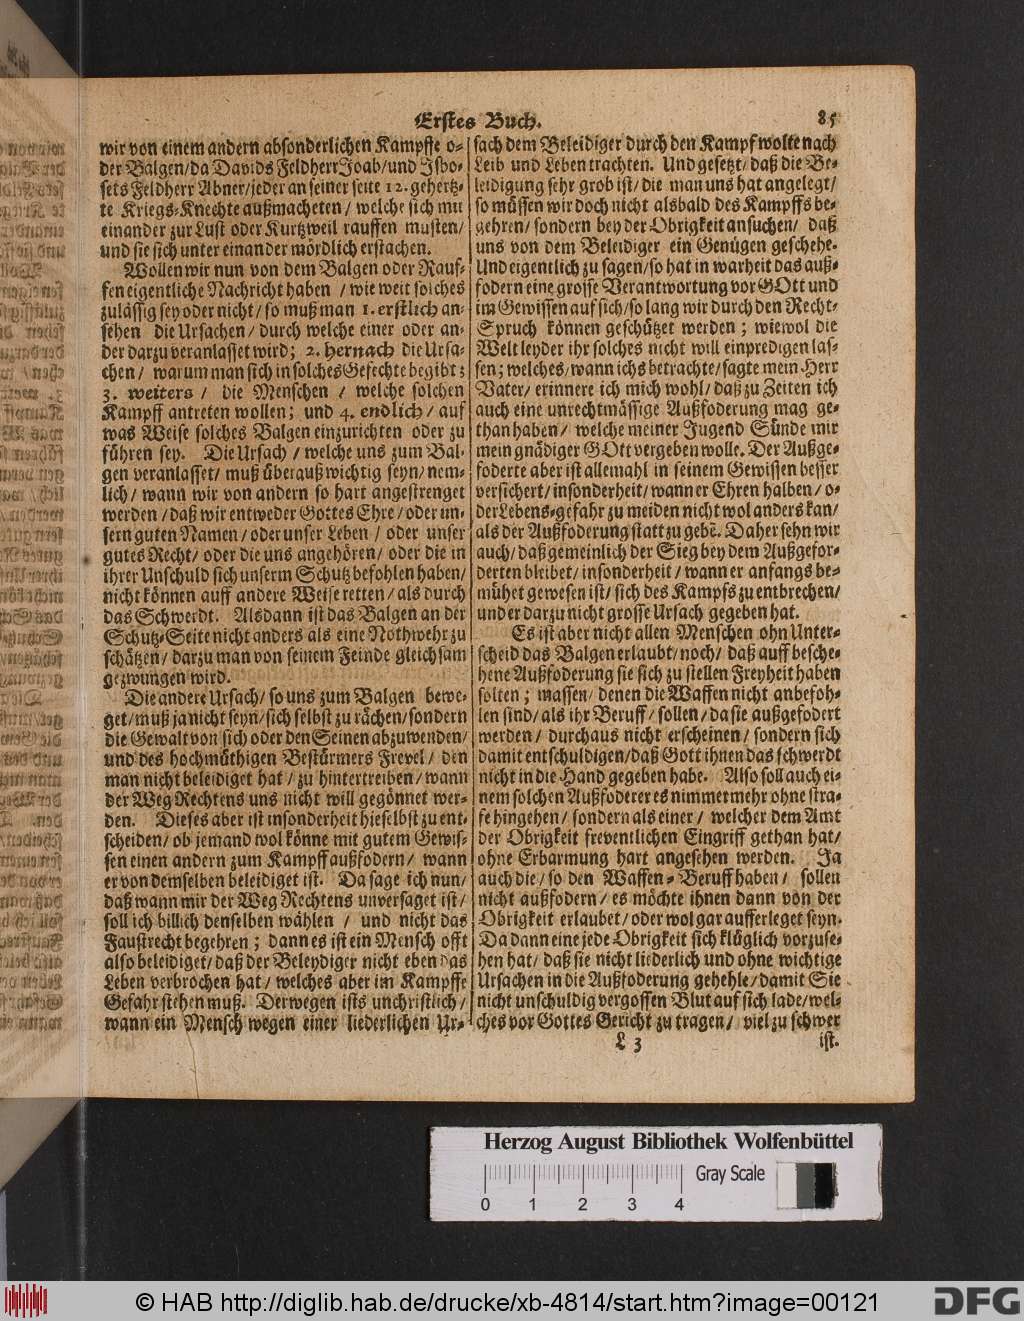 Erstes Buch. 85
wir von einem andern absonderlichen Kampffe o-
der Balgen/ da Davids Feldherr Joab/ und Isbo-
sets Feldherr Abner/ jeder an seiner seite 12. gehertz-
te Kriegs-Knechte außmacheten/ welche sich mit
einander zur Lust oder Kurtzweil rauffen musten/
und sie sich unter einander mördlich erstachen.
Wollen wir nun von dem Balgen oder Rauf-
fen eigentliche Nachricht haben/ wie weit solches
zulässig sey oder nicht/ so muß man 1. erstlich an-
sehen die Ursachen/ durch welche einer oder an-
der darzu veranlasset wird; 2. hernach die Ursa-
chen/ warum man sich in solches Gefechte begibt;
3. weiters/ die Menschen/ welche solchen
Kampff antreten wollen; und 4. endlich/ auf
was Weise solches Balgen einzurichten oder zu
führen sey. Die Ursach/ welche uns zum Bal-
gen veranlasset/ muß überauß wichtig seyn/ nem-
lich/ wann wir von andern so hart angestrenget
werden/ daß wir entweder Gottes Ehre/ oder un-
sern guten Namen/ oder unser Leben/ oder unser
gutes Recht/ oder die uns angehören/ oder die in
ihrer Unschuld sich unserm Schutz befohlen haben/
nicht können auff andere Weise retten/ als durch
das Schwerdt. Alsdann ist das Balgen an der
Schutz-Seite nicht anders als eine Nothwehr zu
schätzen/ darzu man von seinem Feinde gleichsam
gezwungen wird.
Die andere Ursach/ so uns zum Balgen bewe-
get/ muß ja nicht seyn/ sich selbst zu rächen/ sondern
die Gewalt von sich oder den Seinen abzuwenden/
und des hochmüthigen Bestürmers Frevel/ den
man nicht beleidiget hat/ zu hintertreiben/ wann
der Weg Rechtens uns nicht will gegönnet wer-
den. Dieses aber ist insonderheit hieselbst zu ent-
scheiden/ ob jemand wol könne mit gutem Gewis-
sen einen andern zum Kampff außfodern/ wann
er von demselben beleidiget ist. Da sage ich nun/
daß wann mir der Weg Rechtens unversaget ist/
soll ich billich denselben wählen/ und nicht das
Faustrecht begehren; dann es ist ein Mensch offt
also beleidiget/ daß der Beleydiger nicht eben das
Leben verbrochen hat/ welches aber im Kampffe
Gefahr stehen muß. Derwegen ists unchristlich/
wann ein Mensch wegen einer liederlichen Ur-
sach dem Beleidiger durch den Kampf wolte nach
Leib und Leben trachten. Und gesetzt/ daß die Be-
leidigung sehr grob ist/ die man uns hat angelegt/
so müssen wir doch nicht alsbald des Kampffs be-
gehren/ sondern bey der Obrigkeit ansuchen/ daß
uns von dem Beleidiger ein Genügen geschehe.
Und eigentlich zu sagen/ so hat in warheit das auß-
fodern eine grosse Verantwortung vor GOtt und
im Gewissen auf sich/ so lang wir durch den Recht-
Spruch können geschützet werden; wiewol die
Welt leyder ihr solches nicht will einpredigen las-
sen; welches/ wann ichs betrachte/ sagte mein Herr
Vater/ erinnere ich mich wohl/ daß zu Zeiten ich
auch eine unrechtmässige Außfoderung mag ge-
than haben/ welche meiner Jugend Sünde mir
mein gnädiger GOtt vergeben wolle. Der Außge-
foderte aber ist allemahl in seinem Gewissen besser
versichert/ insonderheit/ wann er Ehren halben/ o-
der Lebens-gefahr zu meiden nicht wol anders kan/
als der Außfoderung statt zu gebẽ. Daher sehn wir
auch/ daß gemeinlich der Sieg bey dem Außgefor-
derten bleibet/ insonderheit/ wann er anfangs be-
mühet gewesen ist/ sich des Kampfs zu entbrechen/
und er darzu nicht grosse Ursach gegeben hat.
Es ist aber nicht allen Menschen ohn Unter-
scheid das Balgen erlaubt/ noch/ daß auff besche-
hene Außfoderung sie sich zu stellen Freyheit haben
solten; massen/ denen die Waffen nicht anbefoh-
len sind/ als ihr Beruff/ sollen/ da sie außgefodert
werden/ durchaus nicht erscheinen/ sondern sich
damit entschuldigen/ daß Gott ihnen das schwerdt
nicht in die Hand gegeben habe. Also soll auch ei-
nem solchen Außfoderer es nimmermehr ohne stra-
fe hingehen/ sondern als einer/ welcher dem Amt
der Obrigkeit freventlichen Eingriff gethan hat/
ohne Erbarmung hart angesehen werden. Ja
auch die/ so den Waffen-Beruff haben/ sollen
nicht außfodern/ es möchte ihnen dann von der
Obrigkeit erlaubet/ oder wol gar aufferleget seyn.
Da dann eine jede Obrigkeit sich klüglich vorzuse-
hen hat/ daß sie nicht liederlich und ohne wichtige
Ursachen in die Außfoderung gehehle/ damit Sie
nicht unschuldig vergossen Blut auf sich lade/ wel-
ches vor Gottes Gericht zu tragen/ viel zu schwer
L 3 ist.
Herzog August Bibliothek Wolfenbüttel
Gray Scale
0 1 2 3 4
© HAB http://diglib.hab.de/drucke/xb-4814/start.htm?image=00121
DFG